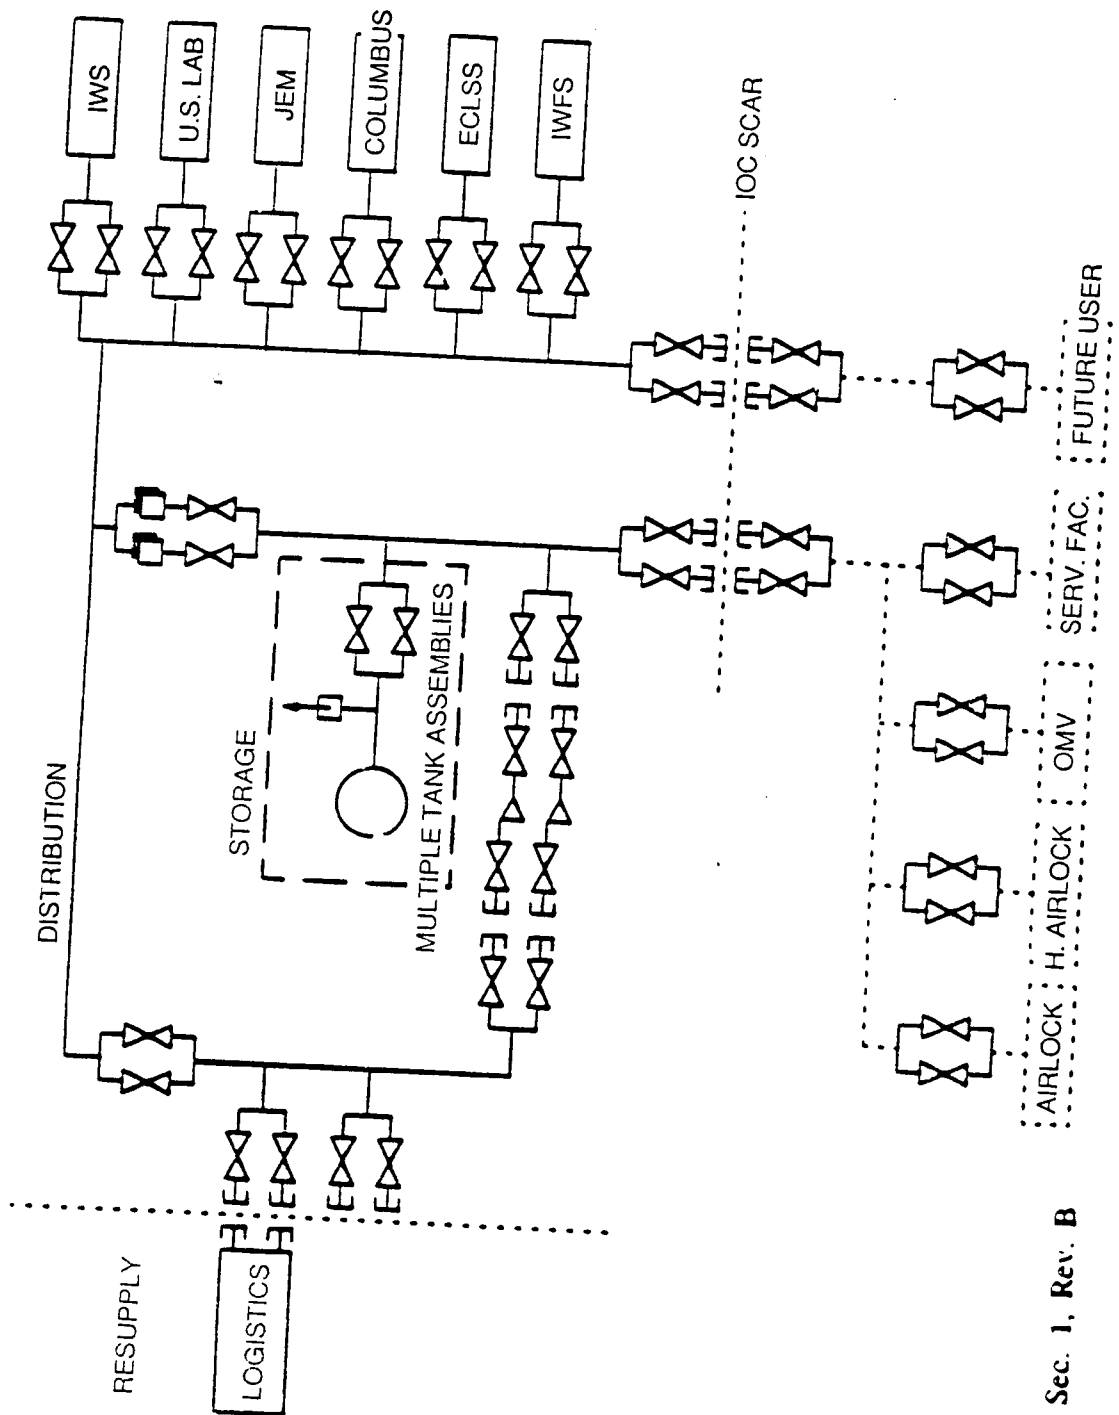 RESUPPLY
LOGISTICS
DISTRIBUTION
STORAGE
MULTIPLE TANK ASSEMBLIES
IWS
U.S. LAB
JEM
COLUMBUS
ECLSS
IWFS
IOC SCAR
AIRLOCK
H. AIRLOCK
OMV
SERV. FAC.
FUTURE USER
Sec. 1, Rev. B